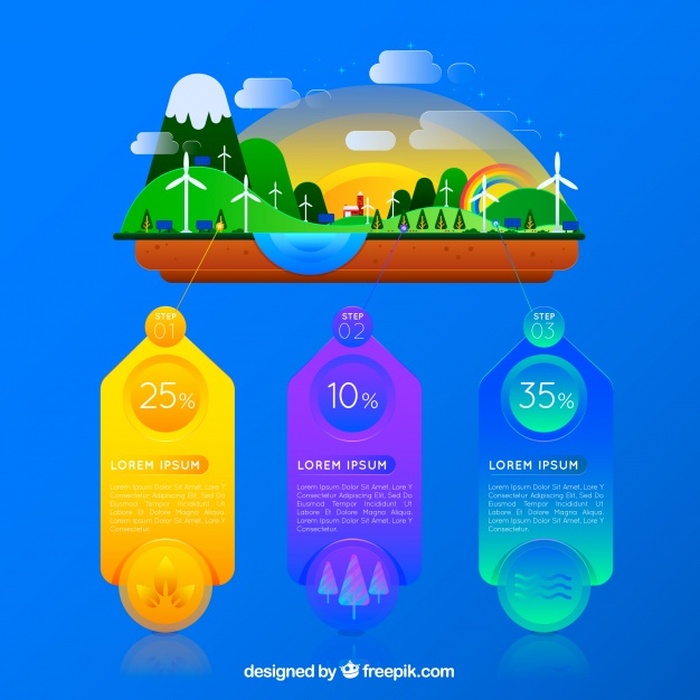 STEP
01
25%
LOREM IPSUM
Lorem Ipsum Dolor Sit Amet, Lore Y
Consectetur Adipiscing Elit, Sed Do
Eiusmod Tempor Incididunt Ut
Labore Et Dolore Magna Aliqua.
Lorem Ipsum Dolor Sit Amet, Lore Y
Consectetur.
STEP
02
10%
LOREM IPSUM
Lorem Ipsum Dolor Sit Amet, Lore Y
Consectetur Adipiscing Elit, Sed Do
Eiusmod Tempor Incididunt Ut
Labore Et Dolore Magna Aliqua.
Lorem Ipsum Dolor Sit Amet, Lore Y
Consectetur.
STEP
03
35%
LOREM IPSUM
Lorem Ipsum Dolor Sit Amet, Lore Y
Consectetur Adipiscing Elit, Sed Do
Eiusmod Tempor Incididunt Ut
Labore Et Dolore Magna Aliqua.
Lorem Ipsum Dolor Sit Amet, Lore Y
Consectetur.
designed by freepik.com